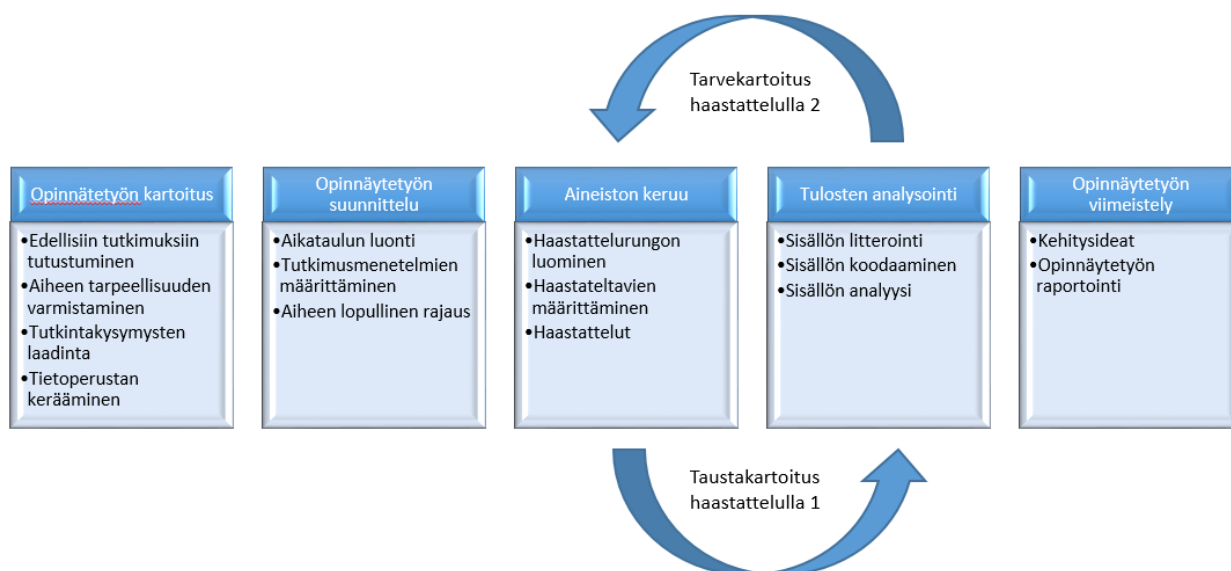 Tarvekartoitus
haastattelulla 2
Opinnätetyön kartoitus
•Edellisiin tutkimuksiin
tutustuminen
•Aiheen tarpeellisuuden
varmistaminen
•Tutkintakysymysten
laadinta
•Tietoperustan
kerääminen
Opinnäytetyön
suunnittelu
•Aikataulun luonti
•Tutkimusmenetelmien
määrittäminen
•Aiheen lopullinen rajaus
Aineiston keruu
•Haastattelurungon
luominen
•Haastateltavien
määrittäminen
•Haastattelut
Tulosten analysointi
•Sisällön litterointi
•Sisällön koodaaminen
•Sisällön analyysi
Opinnäytetyön
viimeistely
•Kehitysideat
•Opinnäytetyön
raportointi
Taustakartoitus
haastattelulla 1